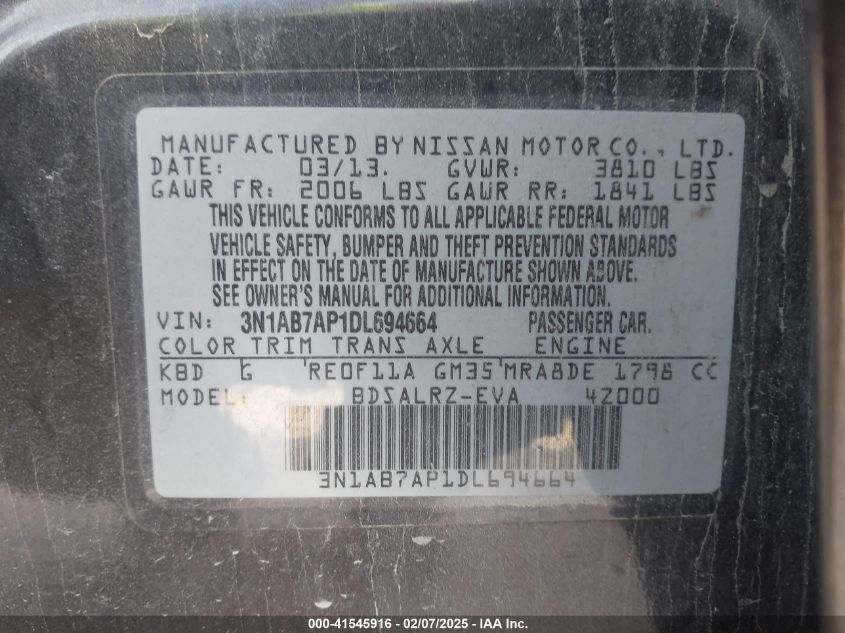 MANUFACTURED BY NISSAN MOTOR CO., LTD.
DATE: 03/13. GVWR: 3810 LBS
GAWR FR: 2006 LBS GAWR RR: 1841 LBS
THIS VEHICLE CONFORMS TO ALL APPLICABLE FEDERAL MOTOR
VEHICLE SAFETY, BUMPER AND THEFT PREVENTION STANDARDS
IN EFFECT ON THE DATE OF MANUFACTURE SHOWN ABOVE.
SEE OWNER'S MANUAL FOR ADDITIONAL INFORMATION.
VIN: 3N1AB7AP1DL694664 PASSENGER CAR.
COLOR TRIM TRANS AXLE ENGINE
KBD G RE0F11A GM35 MRA8DE 1798 CC
MODEL: BDSALRZ-EVA 42000
3N1AB7AP1DL694664
000-41545916 - 02/07/2025 - IAA Inc.